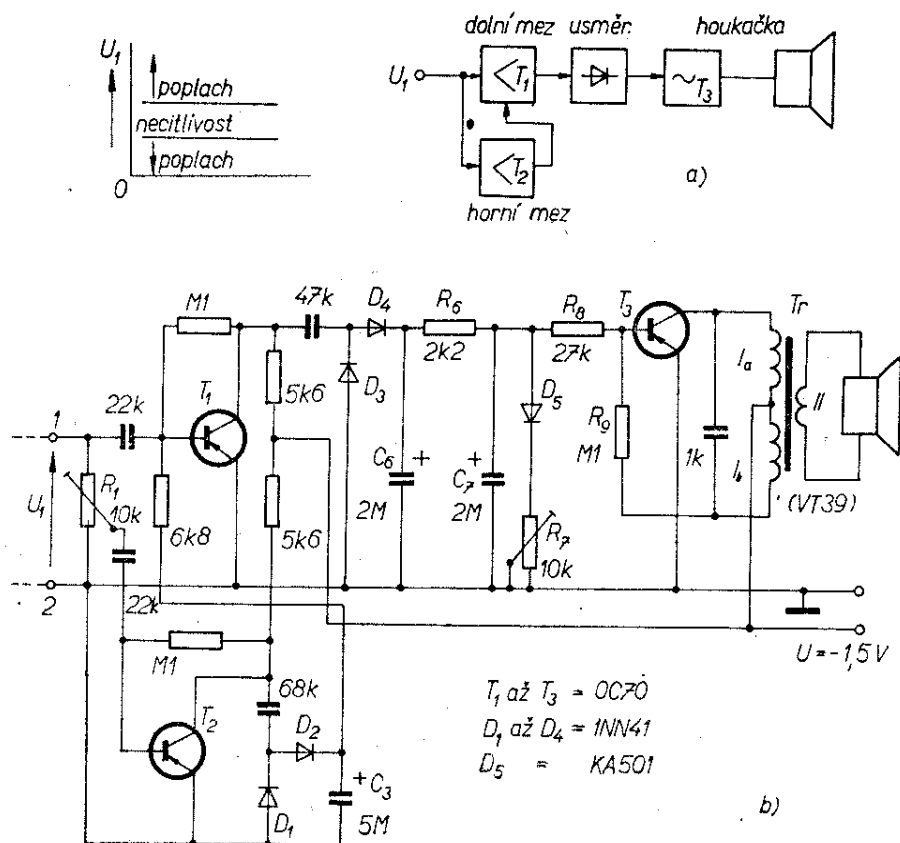 U1
poplach
necitlivost
poplach
0
dolní mez usměr. houkačka
U1
T1
~T3
T2
horní mez
a)
M1
47k
D4
R6
2k2
R8
27k
T3
Tr
22k
T1
5k6
D3
D5
R9
M1
1k
Ia
Ib
II
(VT39)
1
U1
R1
10k
2
6k8
5k6
C6
+
2M
C7
+
2M
R7
10k
22k
M1
U = -1,5 V
T2
68k
D2
D1
+
C3
5M
T1 až T3 = OC70
D1 až D4 = 1NN41
D5 = KA501
b)